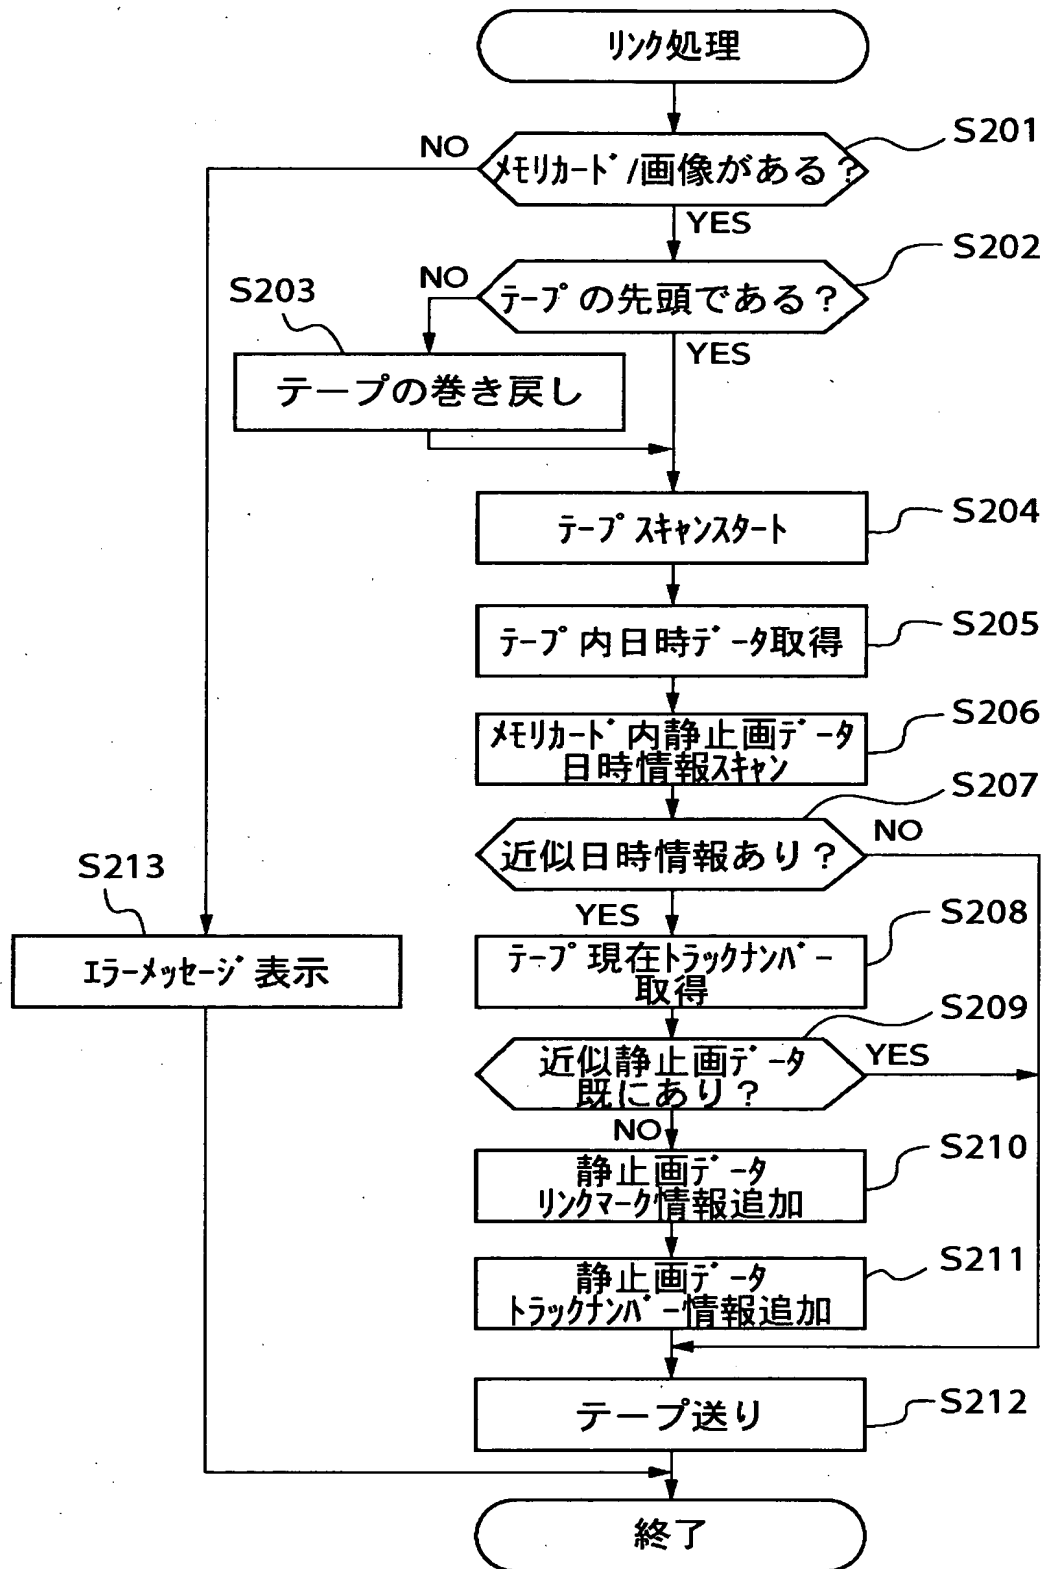 リンク処理
S201
NO
メモリカード/画像がある?
YES
S202
NO
テープの先頭である?
S203
YES
テープの巻き戻し
S204
テープスキャンスタート
S205
テープ内日時データ取得
S206
メモリカード内静止画データ
日時情報スキャン
S207
NO
近似日時情報あり?
S213
YES
S208
エラーメッセージ表示
テープ現在トラックナンバー
取得
S209
近似静止画データ
既にあり?
YES
NO
S210
静止画データ
リンクマーク情報追加
S211
静止画データ
トラックナンバー情報追加
S212
テープ送り
終了